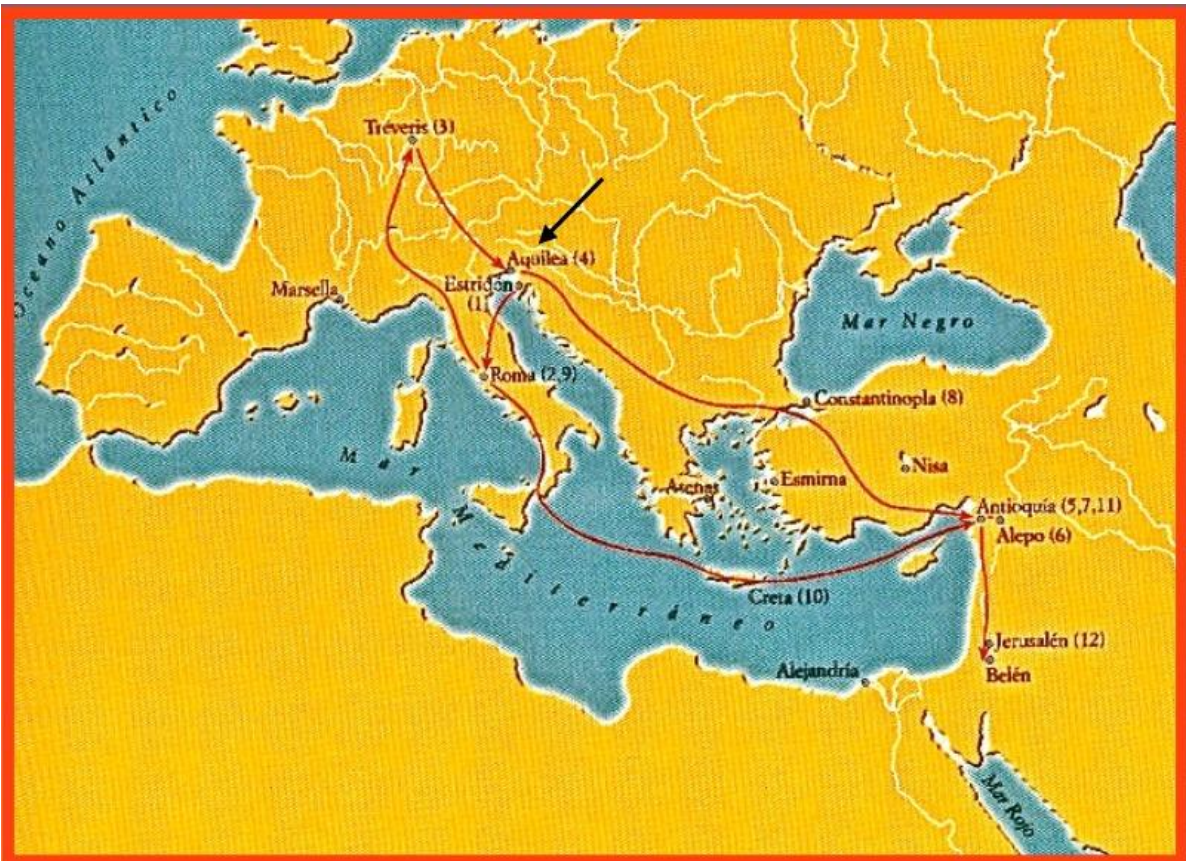 Oceano Atlántico
Tréveris (3)
Aquilea (4)
Estridón
(1)
Marsella
Roma (2,9)
Mar Negro
Constantinopla (8)
Nisa
Esmirna
Atenas
Antioquía (5,7,11)
Alepo (6)
Mar Mediterráneo
Creta (10)
Jerusalén (12)
Belén
Alejandría
Mar Rojo